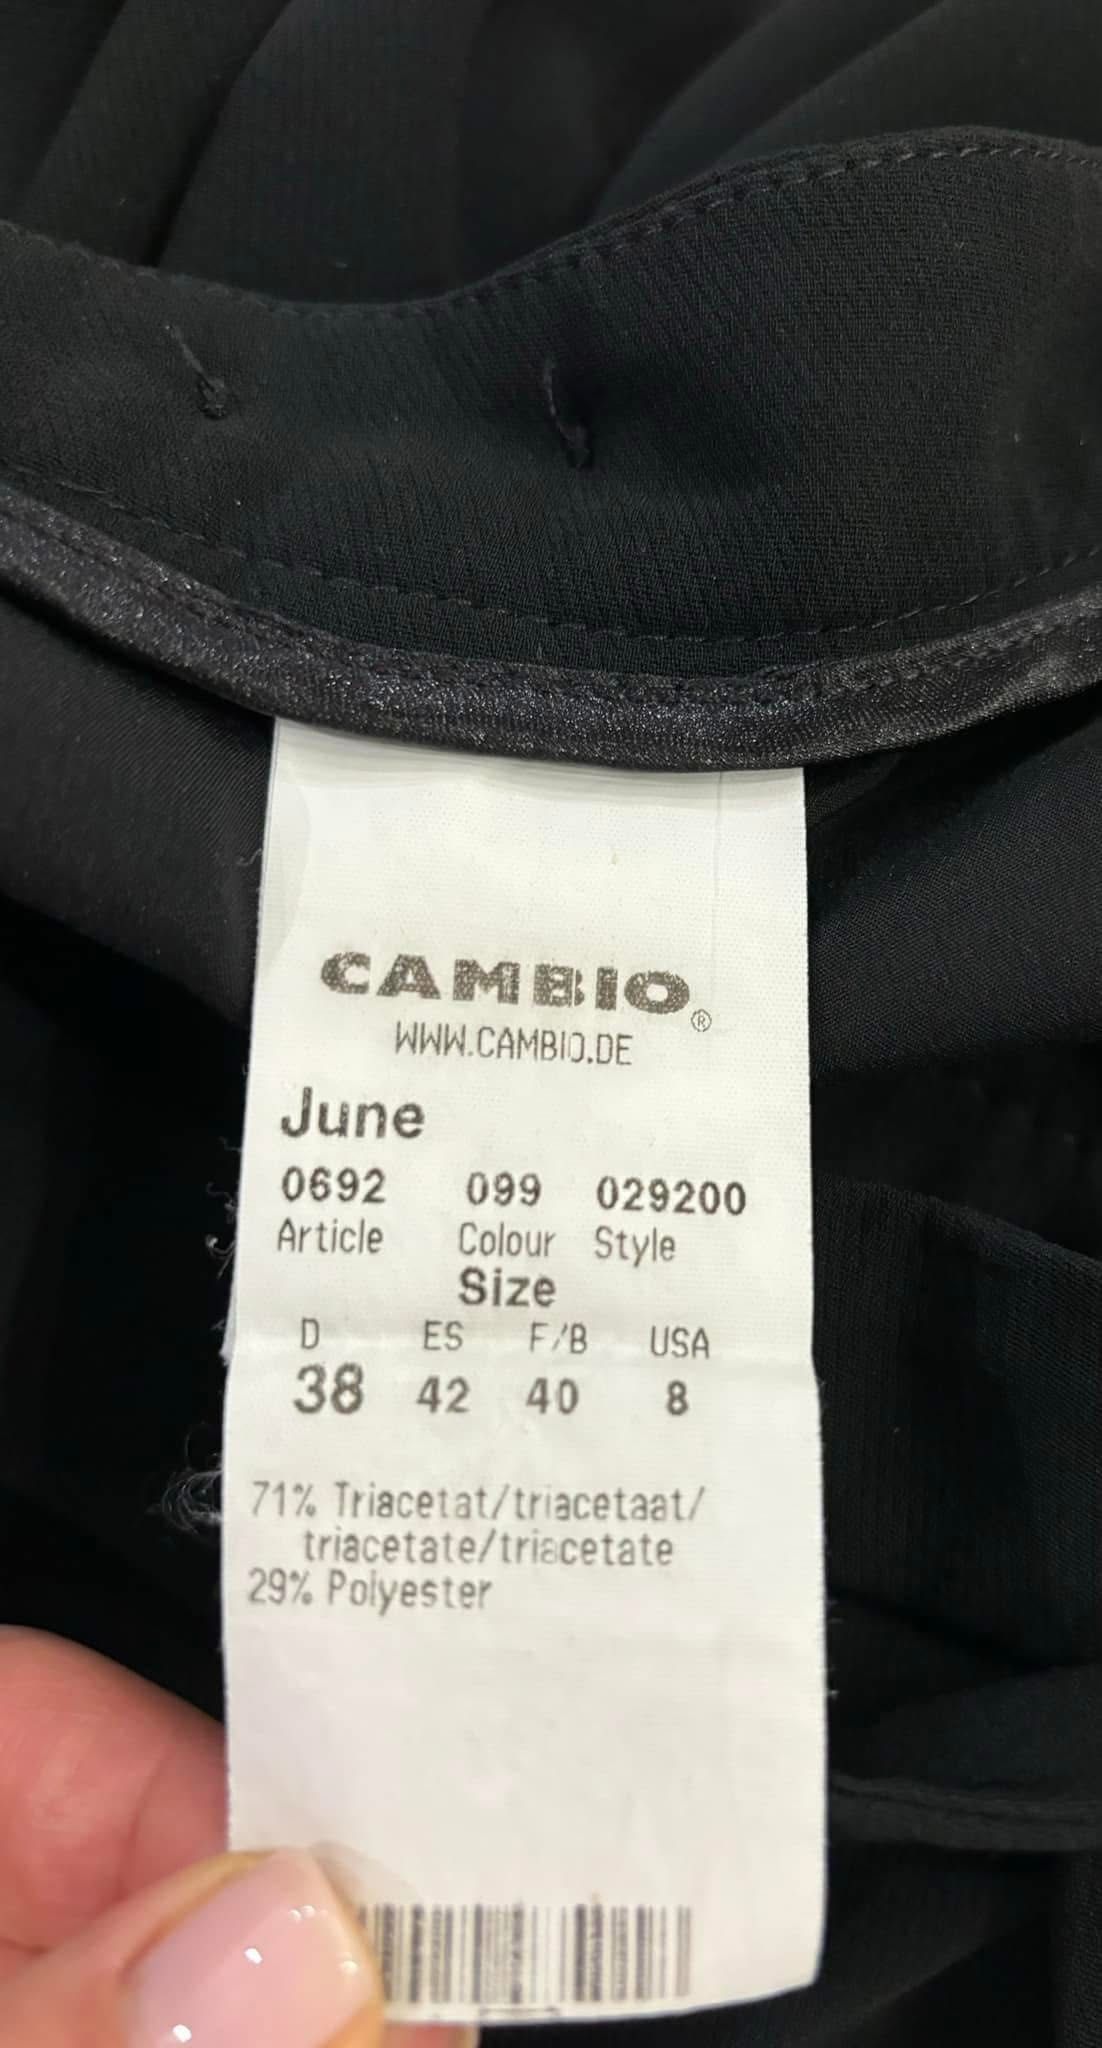 CAMBIO®
WWW.CAMBIO.DE
June
0692 099 029200
Article Colour Style
Size
D ES F/B USA
38 42 40 8
71% Triacetat/triacetaat/
triacetate/triacetate
29% Polyester